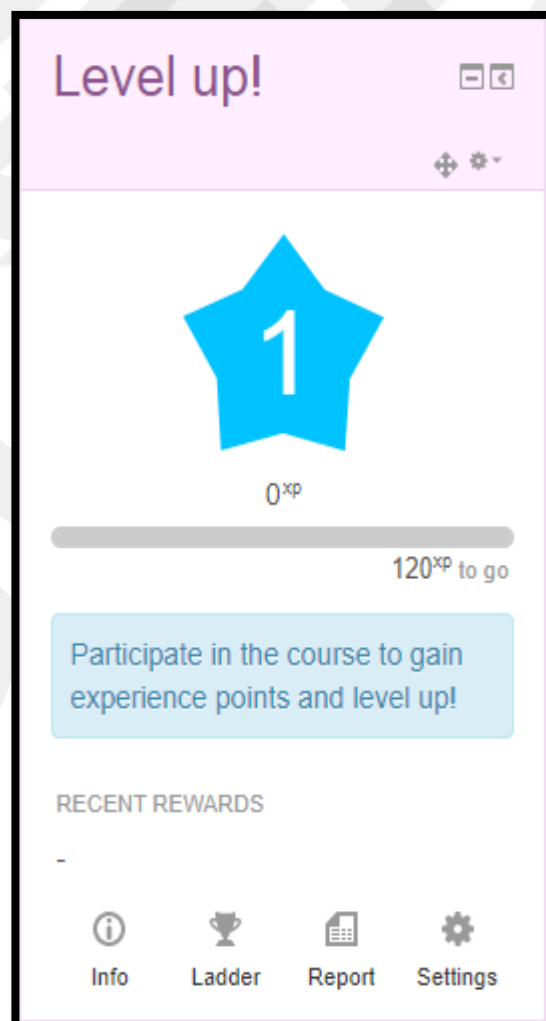 Level up!
1
0xp
120xp to go
Participate in the course to gain
experience points and level up!
RECENT REWARDS
-
Info Ladder Report Settings